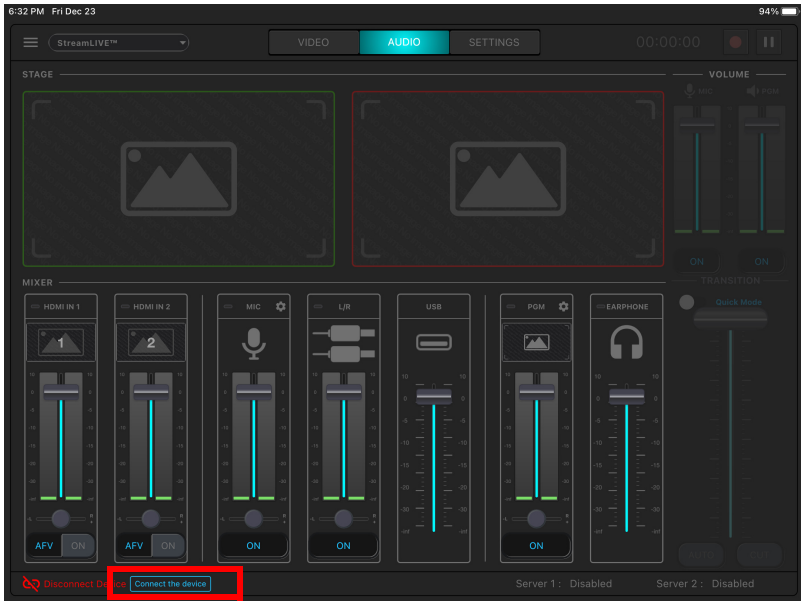 6:32 PM Fri Dec 23 94%
StreamLIVE™ VIDEO AUDIO SETTINGS 00:00:00
STAGE VOLUME
MIC PGM
ON ON
TRANSITION
Quick Mode
MIXER
HDMI IN 1 HDMI IN 2 MIC L/R USB PGM EARPHONE
1 2
AFV ON AFV ON ON ON ON
AUTO CUT
Disconnect Device Connect the device Server 1 : Disabled Server 2 : Disabled